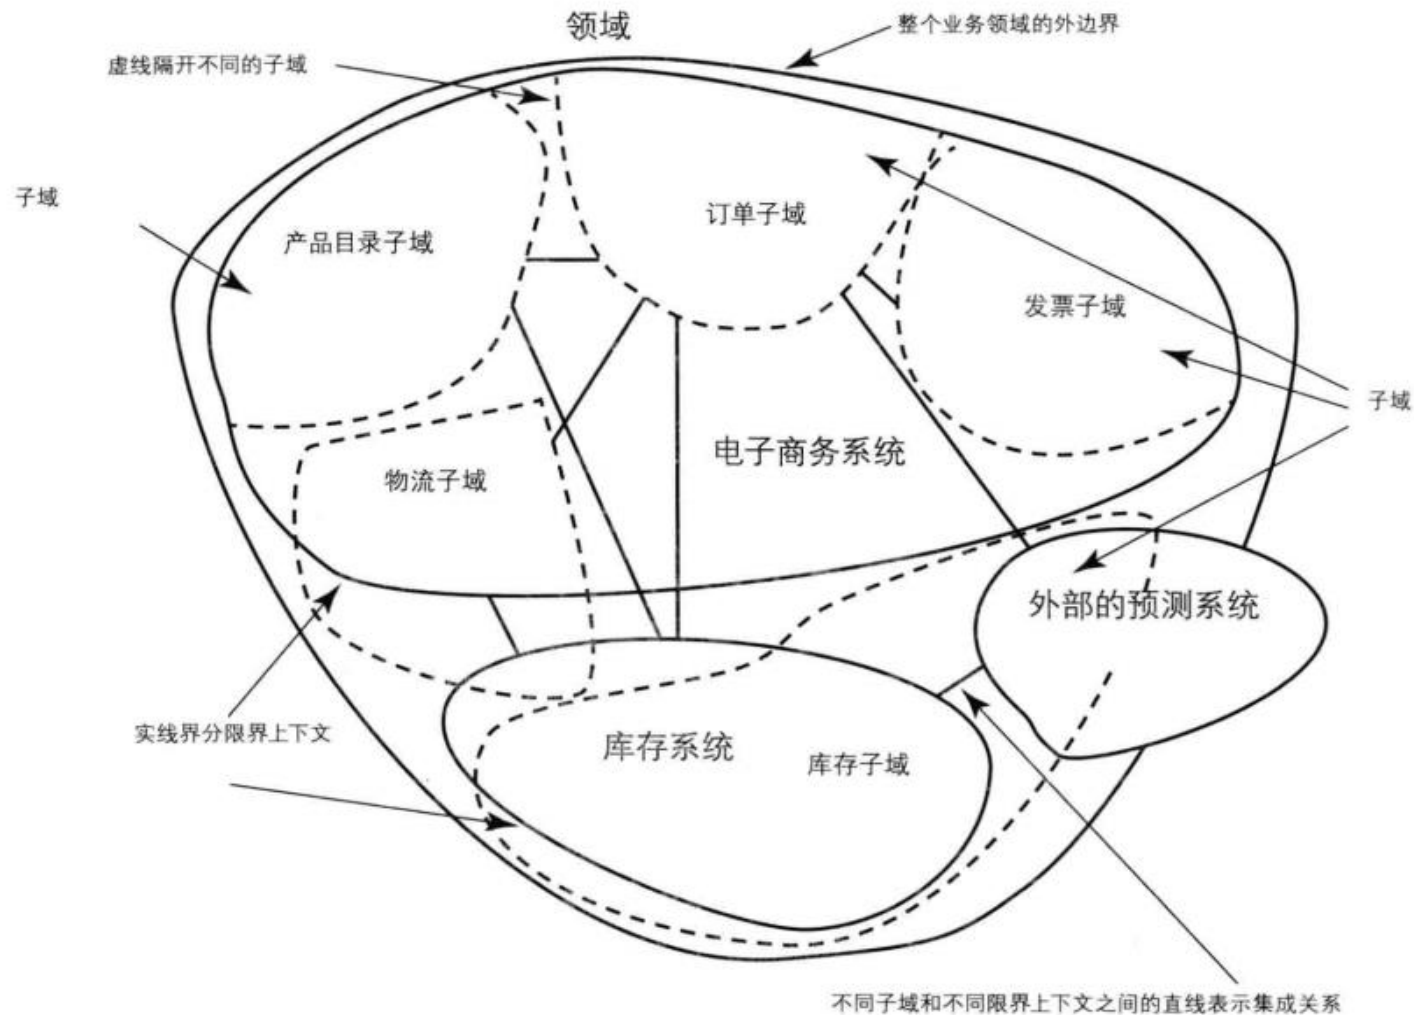 领域
整个业务领域的外边界
虚线隔开不同的子域
子域
产品目录子域
订单子域
发票子域
子域
电子商务系统
物流子域
外部的预测系统
实线界分限界上下文
库存系统
库存子域
不同子域和不同限界上下文之间的直线表示集成关系